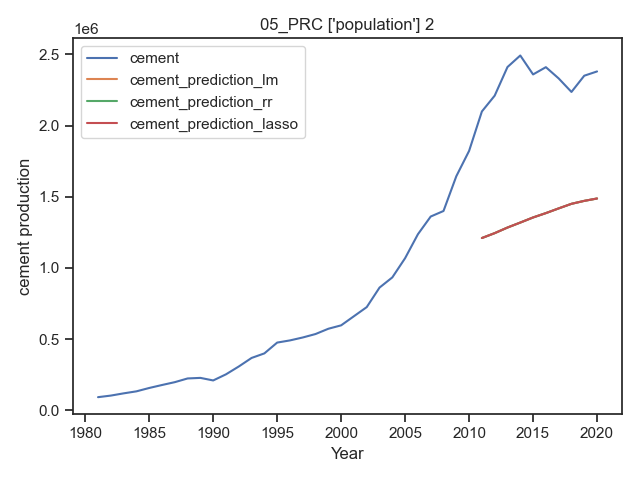 05_PRC ['population'] 2
1e6
cement
cement_prediction_lm
cement_prediction_rr
cement_prediction_lasso
2.5
2.0
1.5
1.0
0.5
0.0
cement production
1980 1985 1990 1995 2000 2005 2010 2015 2020
Year